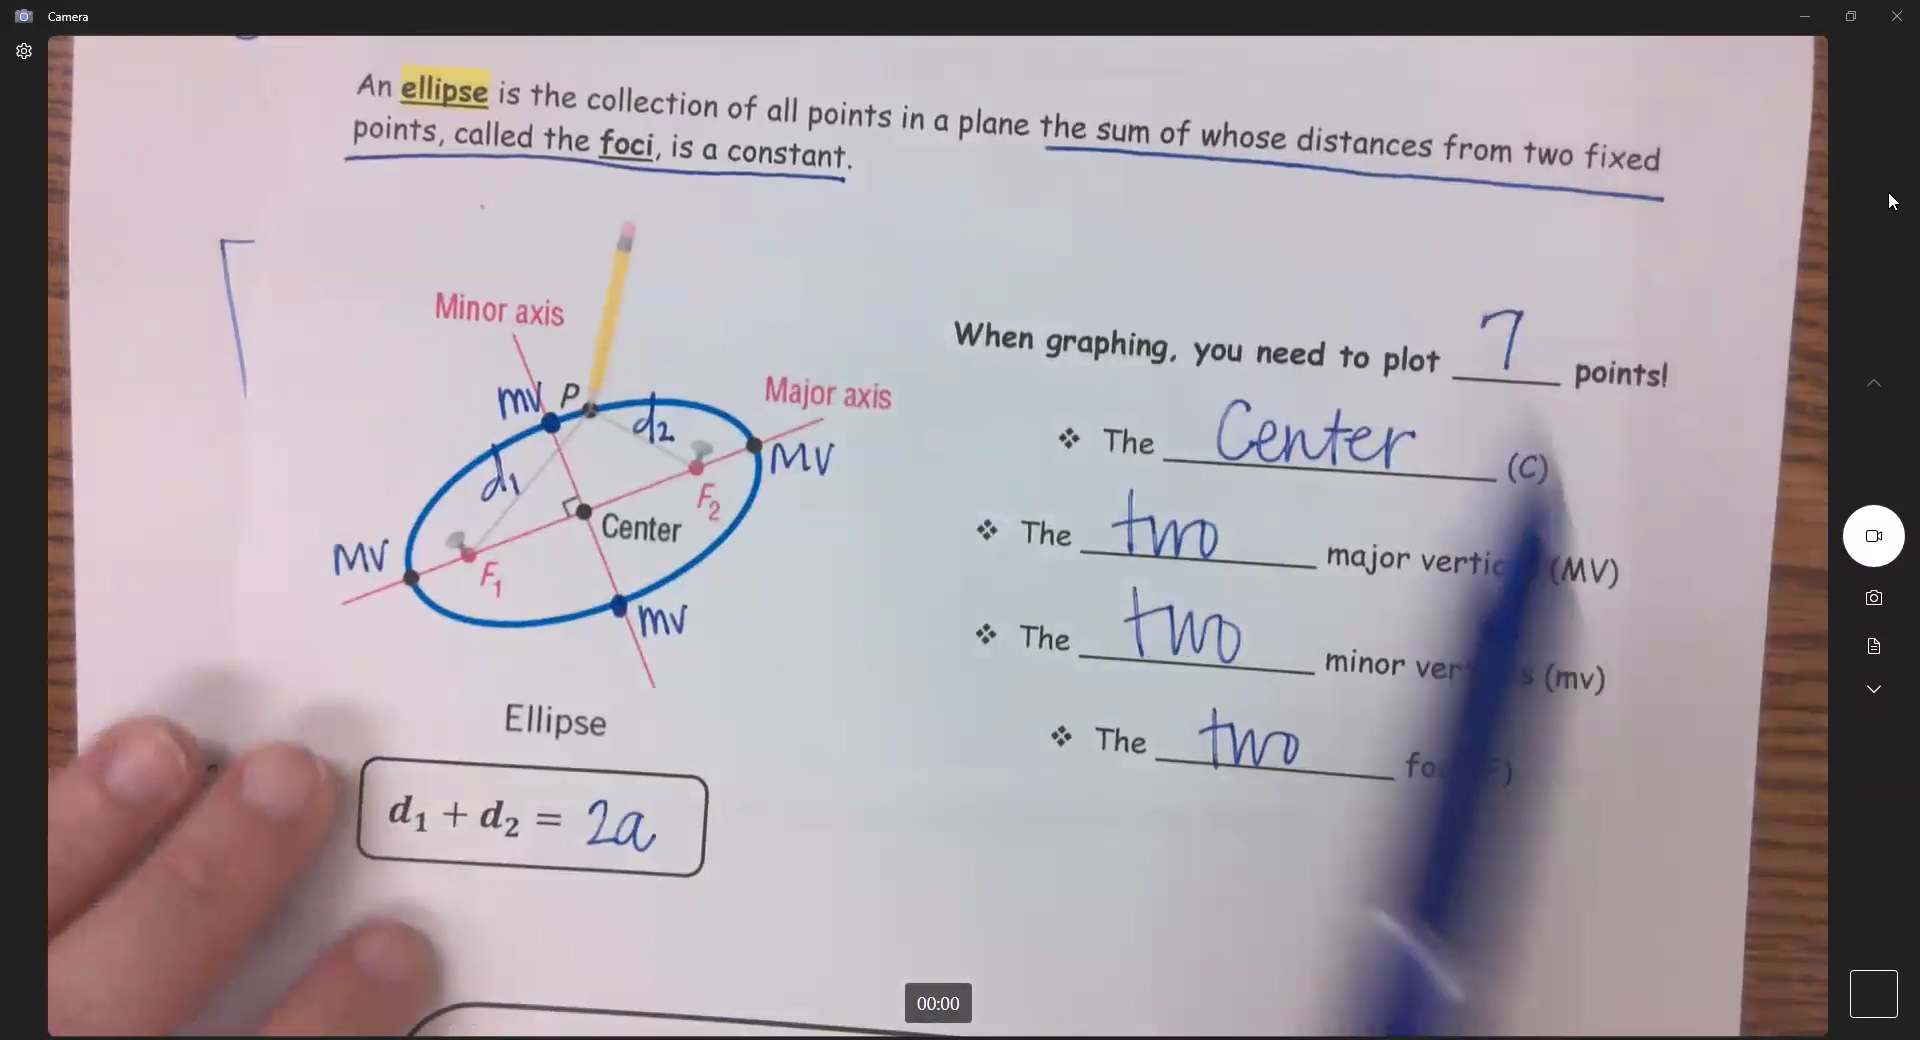 Camera
An ellipse is the collection of all points in a plane the sum of whose distances from two fixed
points, called the foci, is a constant.
Minor axis
mv P
d2
Major axis
MV
d1
F2
Center
MV
F1
mv
Ellipse
d1 + d2 = 2a
When graphing, you need to plot 7 points!
❖ The Center (C)
❖ The two major (MV)
❖ The two minor (mv)
❖ The two
00:00